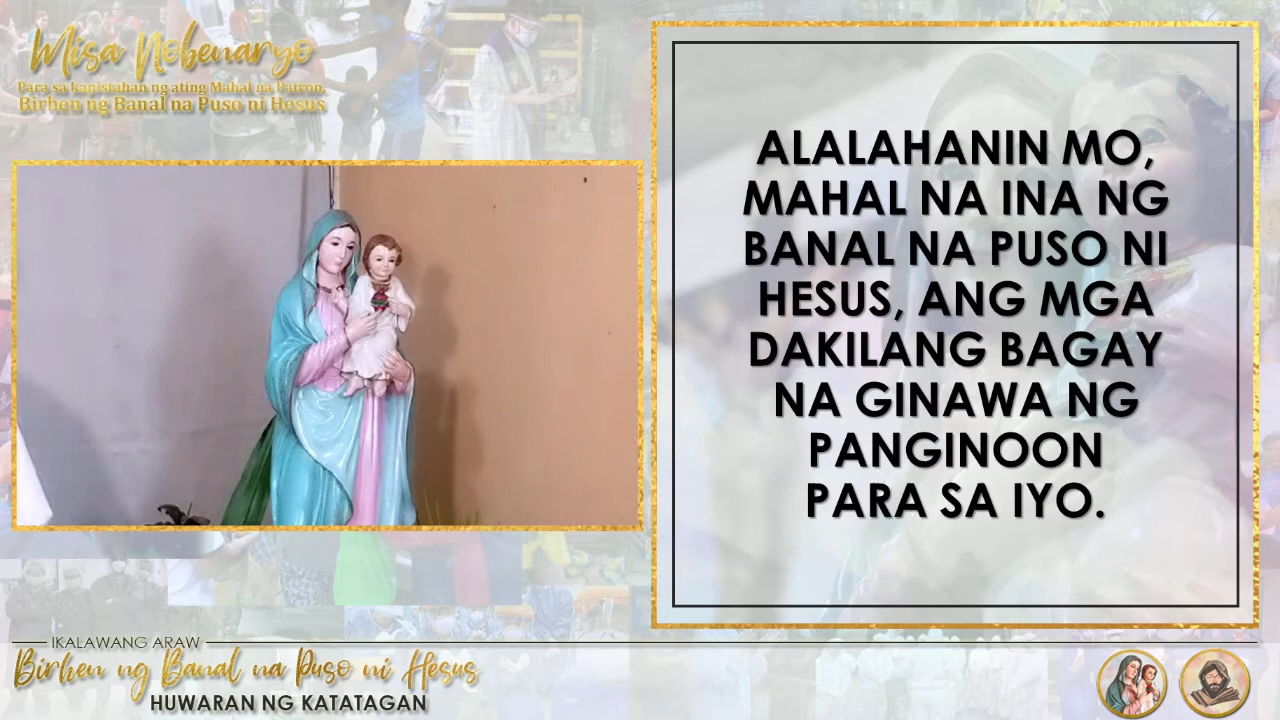 Misa Nobenaryo
Para sa kapistahan ng ating Mahal na Patron,
Birhen ng Banal na Puso ni Hesus
ALALAHANIN MO,
MAHAL NA INA NG
BANAL NA PUSO NI
HESUS, ANG MGA
DAKILANG BAGAY
NA GINAWA NG
PANGINOON
PARA SA IYO.
IKALAWANG ARAW
Birhen ng Banal na Puso ni Hesus
HUWARAN NG KATATAGAN